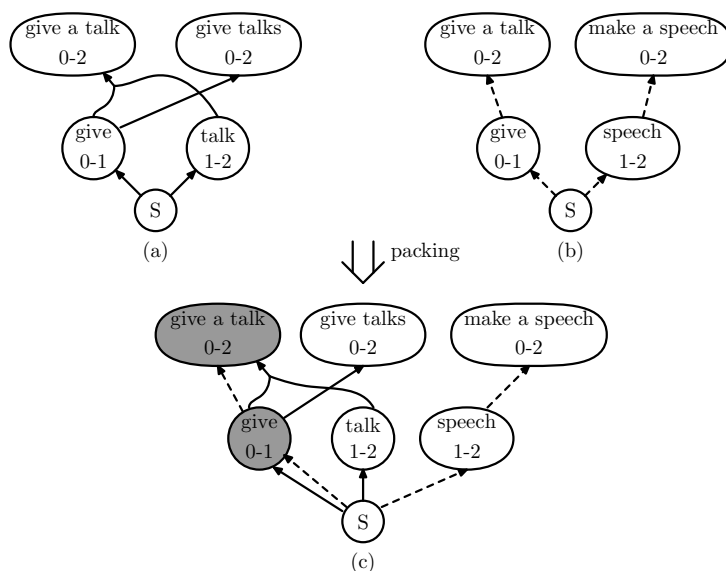 give a talk
0-2
give talks
0-2
give
0-1
talk
1-2
S
(a)
give a talk
0-2
make a speech
0-2
give
0-1
speech
1-2
S
(b)
packing
give a talk
0-2
give talks
0-2
make a speech
0-2
give
0-1
talk
1-2
speech
1-2
S
(c)